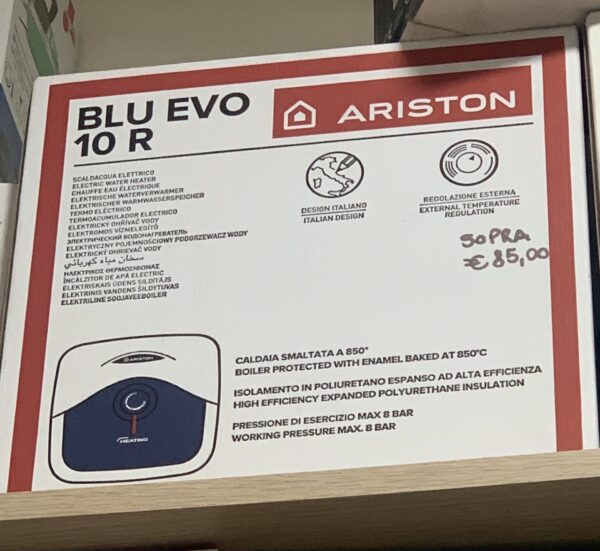 BLU EVO
10 R
ARISTON
SCALDACQUA ELETTRICO
ELECTRIC WATER HEATER
CHAUFFE EAU ÉLECTRIQUE
ELEKTRISCHE WATERVERWARMER
ELEKTRISCHER WARMWASSERSPEICHER
TERMO ELÉCTRICO
TERMOACUMULADOR ELECTRICO
ELEKTRICKÝ OHŘÍVAČ VODY
ELEKTROMOS VÍZMELEGÍTŐ
ЭЛЕКТРИЧЕСКИЙ ВОДОНАГРЕВАТЕЛЬ
ELEKTRYCZNY POJEMNOŚCIOWY PODGRZEWACZ WODY
ELEKTRICKÝ OHRIEVAČ VODY
سخان مياه كهربائي
ΗΛΕΚΤΡΙΚΟΣ ΘΕΡΜΟΣΙΦΩΝΑΣ
ÎNCĂLZITOR DE APĂ ELECTRIC
ELEKTRISKAIS ŪDENS SILDĪTĀJS
ELEKTRINIS VANDENS ŠILDYTUVAS
ELEKTRILINE SOOJAVEEBOILER
DESIGN ITALIANO
ITALIAN DESIGN
REGOLAZIONE ESTERNA
EXTERNAL TEMPERATURE
REGULATION
SOPRA
€ 85,00
ARISTON
HEATING
CALDAIA SMALTATA A 850°
BOILER PROTECTED WITH ENAMEL BAKED AT 850°C
ISOLAMENTO IN POLIURETANO ESPANSO AD ALTA EFFICIENZA
HIGH EFFICIENCY EXPANDED POLYURETHANE INSULATION
PRESSIONE DI ESERCIZIO MAX 8 BAR
WORKING PRESSURE MAX. 8 BAR